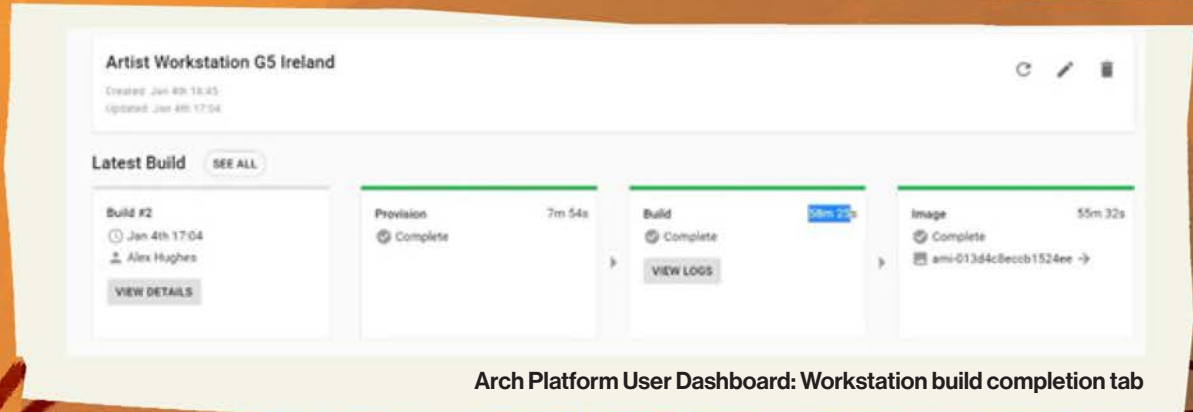 Artist Workstation G5 Ireland
Created: Jan 4th 16:45
Updated: Jan 4th 17:04
Latest Build SEE ALL
Build #2
Jan 4th 17:04
Alex Hughes
VIEW DETAILS
Provision 7m 54s
Complete
Build 58m 25s
Complete
VIEW LOGS
Image 55m 32s
Complete
ami-013d4c8eccb1524ee
Arch Platform User Dashboard: Workstation build completion tab